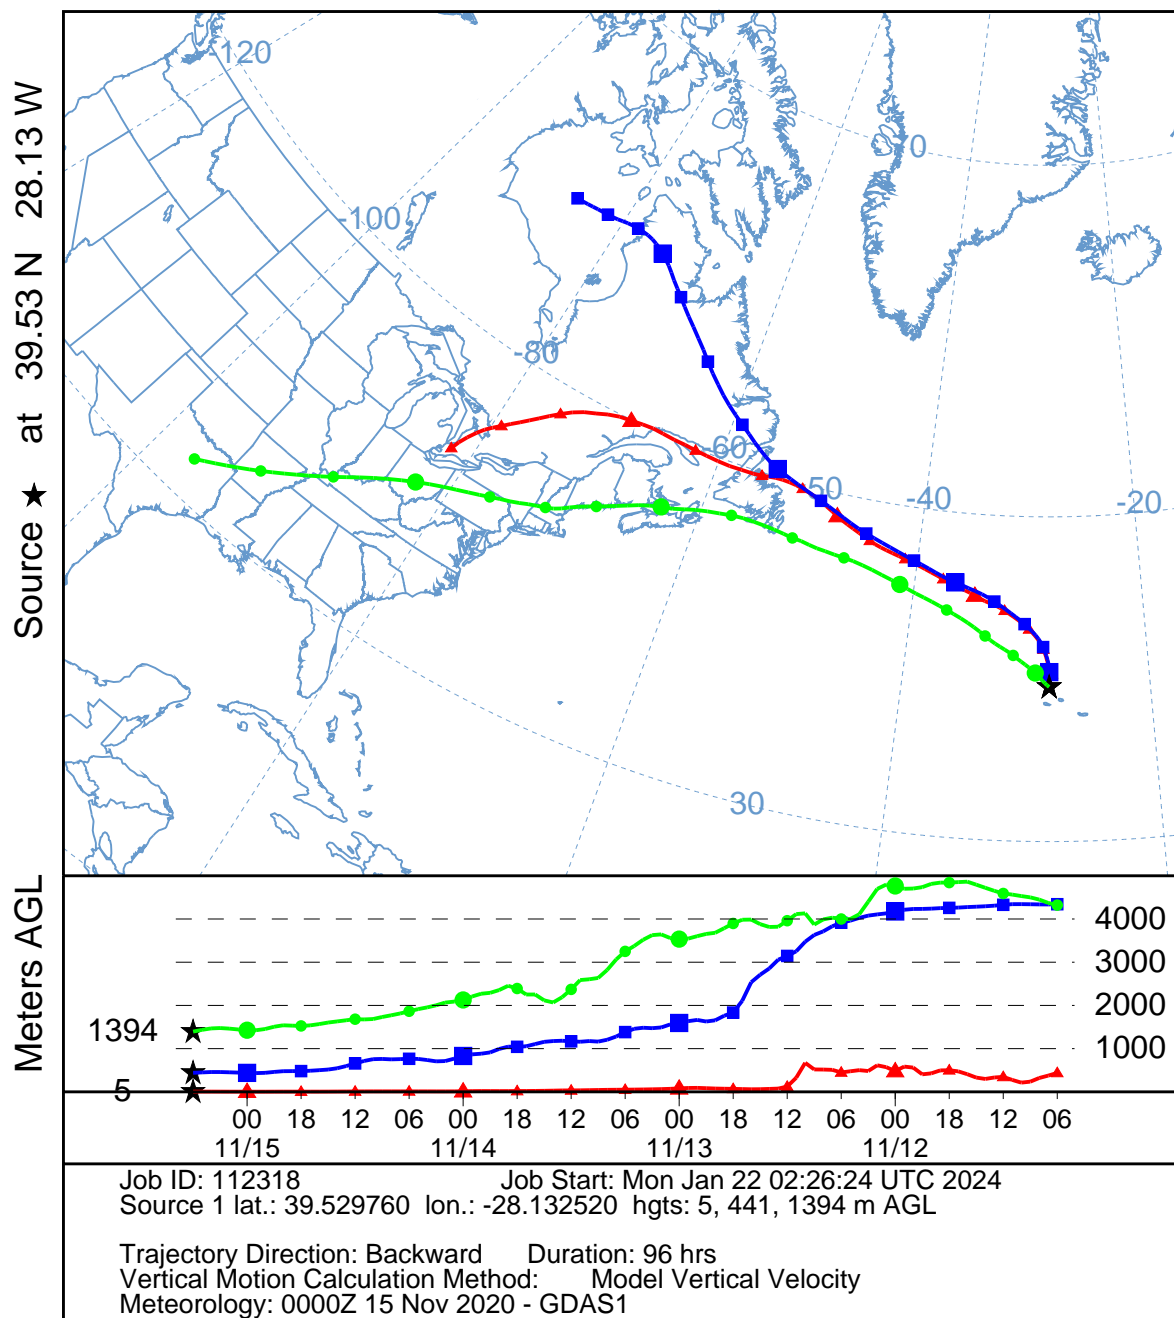 Source ★ at 39.53 N 28.13 W
-120
-100
-80
-60
50
-40
-20
0
30
Meters AGL
4000
3000
2000
1000
1394
5
00 18 12 06 00 18 12 06 00 18 12 06 00 18 12 06
11/15 11/14 11/13 11/12
Job ID: 112318 Job Start: Mon Jan 22 02:26:24 UTC 2024
Source 1 lat.: 39.529760 lon.: -28.132520 hgts: 5, 441, 1394 m AGL
Trajectory Direction: Backward Duration: 96 hrs
Vertical Motion Calculation Method: Model Vertical Velocity
Meteorology: 0000Z 15 Nov 2020 - GDAS1